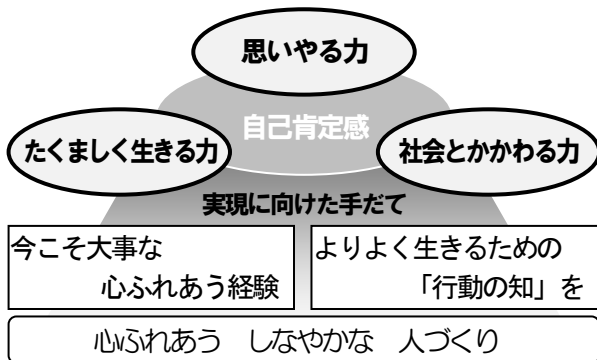 思いやる力
自己肯定感
たくましく生きる力
社会とかかわる力
実現に向けた手だて
今こそ大事な
心ふれあう経験
よりよく生きるための
「行動の知」を
心ふれあう しなやかな 人づくり